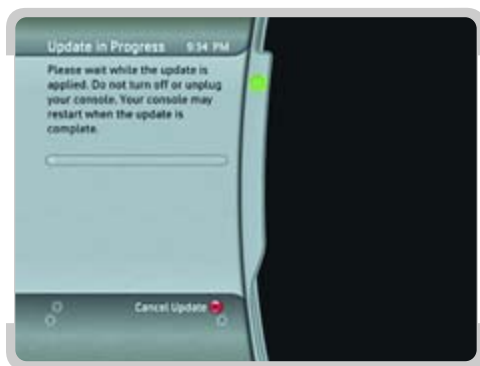 Update in Progress 9:34 PM
Please wait while the update is
applied. Do not turn off or unplug
your console. Your console may
restart when the update is
complete.
Cancel Update